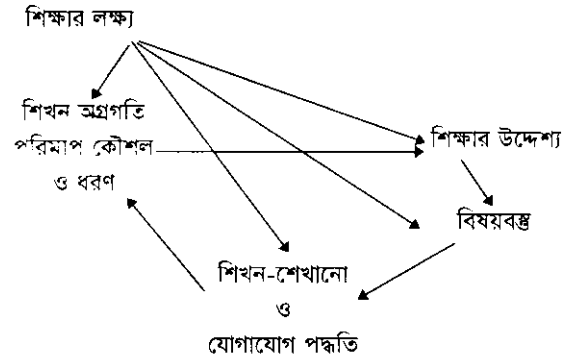 শিক্ষার লক্ষ্য
শিখন অগ্রগতি
পরিমাপ কৌশল
ও ধরণ
শিক্ষার উদ্দেশ্য
বিষয়বস্তু
শিখন-শেখানো
ও
যোগাযোগ পদ্ধতি